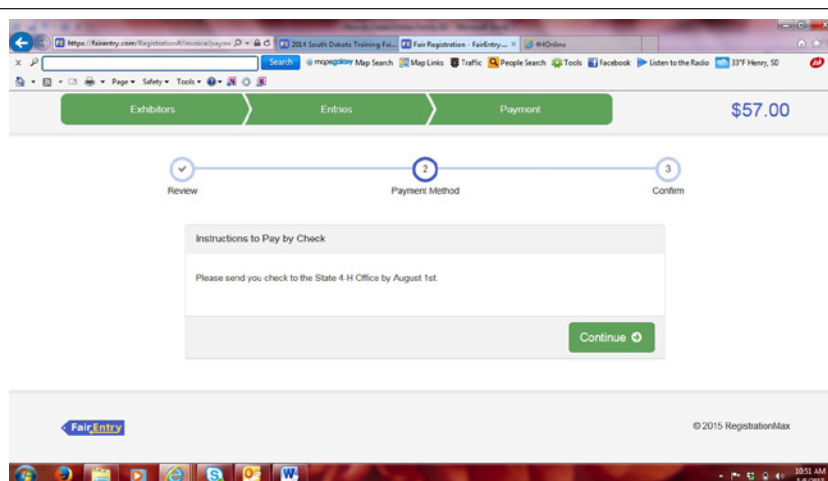 https://fairentry.com/Registration#/invoice/payme
2014 South Dakota Training Fai...
Fair Registration - FairEntry...
4HOnline
Search
mapsgalaxy
Map Search
Map Links
Traffic
People Search
Tools
Facebook
Listen to the Radio
33°F Henry, SD
Page
Safety
Tools
Exhibitors
Entries
Payment
$57.00
2
3
Review
Payment Method
Confirm
Instructions to Pay by Check
Please send you check to the State 4-H Office by August 1st.
Continue
FairEntry
© 2015 RegistrationMax
10:51 AM